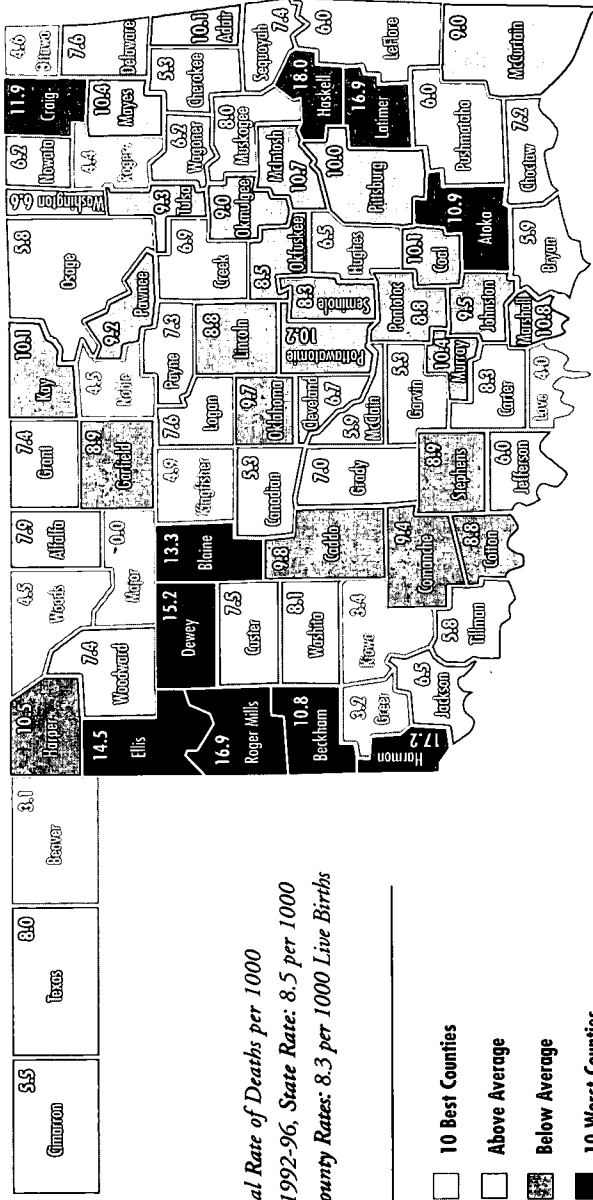 5.5
Cimarron
8.0
Texas
3.1
Beaver
10.5
Harper
4.5
Woods
7.9
Alfalfa
7.4
Grant
10.1
Kay
5.8
Osage
Washington 6.6
6.2
Nowata
11.9
Craig
4.6
Ottawa
14.5
Ellis
7.4
Woodward
0.0
Major
8.9
Garfield
4.5
Noble
9.2
Pawnee
4.4
Rogers
10.4
Mayes
7.6
Delaware
16.9
Roger Mills
15.2
Dewey
13.3
Blaine
4.9
Kingfisher
7.6
Logan
7.3
Payne
6.9
Creek
9.3
Tulsa
6.2
Wagoner
5.3
Cherokee
10.1
Adair
10.8
Beckham
7.5
Custer
8.1
Washita
9.8
Caddo
5.3
Canadian
9.7
Oklahoma
8.8
Lincoln
8.5
Okfuskee
9.0
Okmulgee
8.0
Muskogee
7.4
Sequoyah
Harmon
17.2
3.2
Greer
3.4
Kiowa
7.0
Grady
Cleveland
6.7
5.9
McClain
10.2
Pottawatomie
8.3
Seminole
6.5
Hughes
McIntosh
10.7
18.0
Haskell
6.0
LeFlore
6.5
Jackson
5.8
Tillman
9.4
Comanche
8.8
Cotton
8.9
Stephens
5.3
Garvin
Pontotoc
8.8
10.0
Pittsburg
16.9
Latimer
6.0
Jefferson
8.3
Carter
10.4
Murray
9.5
Johnston
10.1
Coal
10.9
Atoka
6.0
Pushmataha
9.0
McCurtain
Love 4.0
Marshall
10.8
5.9
Bryan
7.2
Choctaw
al Rate of Deaths per 1000
1992-96, State Rate: 8.5 per 1000
ounty Rates: 8.3 per 1000 Live Births
10 Best Counties
Above Average
Below Average
10 Worst Counties